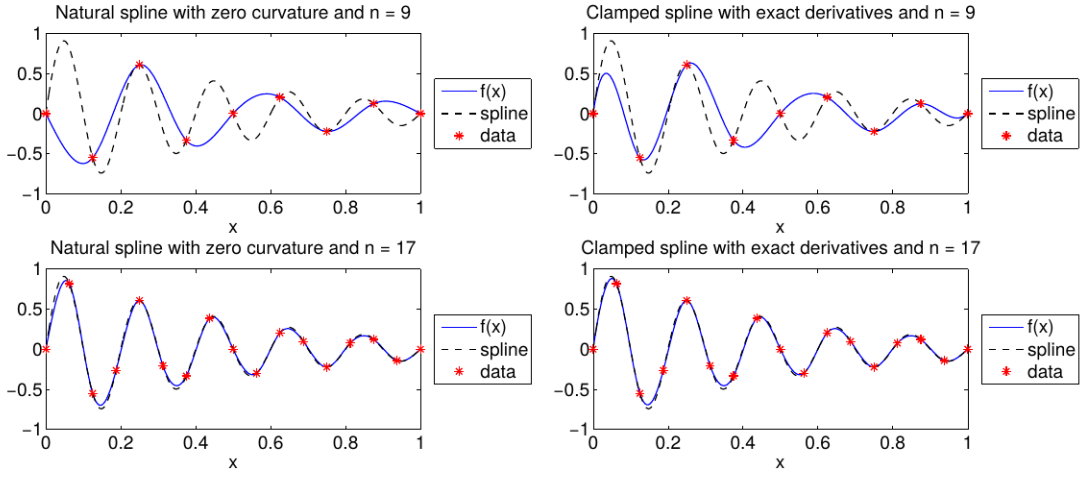 Natural spline with zero curvature and n = 9
1
0.5
0
−0.5
−1
0 0.2 0.4 0.6 0.8 1
x
f(x)
spline
data
Clamped spline with exact derivatives and n = 9
1
0.5
0
−0.5
−1
0 0.2 0.4 0.6 0.8 1
x
f(x)
spline
data
Natural spline with zero curvature and n = 17
1
0.5
0
−0.5
−1
0 0.2 0.4 0.6 0.8 1
x
f(x)
spline
data
Clamped spline with exact derivatives and n = 17
1
0.5
0
−0.5
−1
0 0.2 0.4 0.6 0.8 1
x
f(x)
spline
data